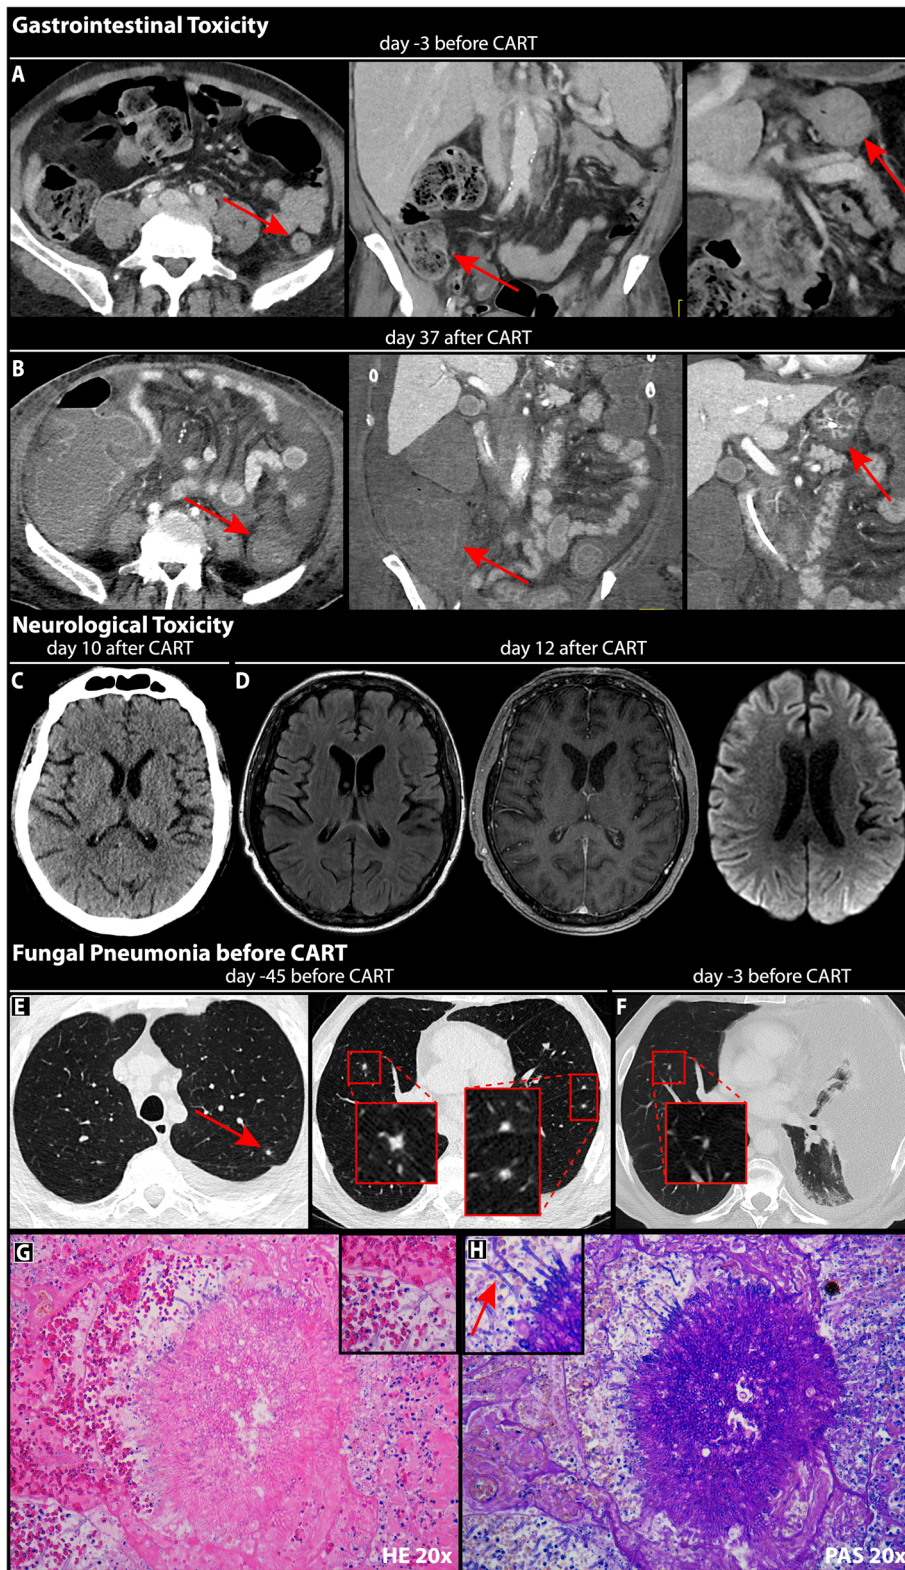 Gastrointestinal Toxicity
day -3 before CART
A
day 37 after CART
B
Neurological Toxicity
day 10 after CART
day 12 after CART
C
D
Fungal Pneumonia before CART
day -45 before CART
day -3 before CART
E
F
G
H
HE 20x
PAS 20x